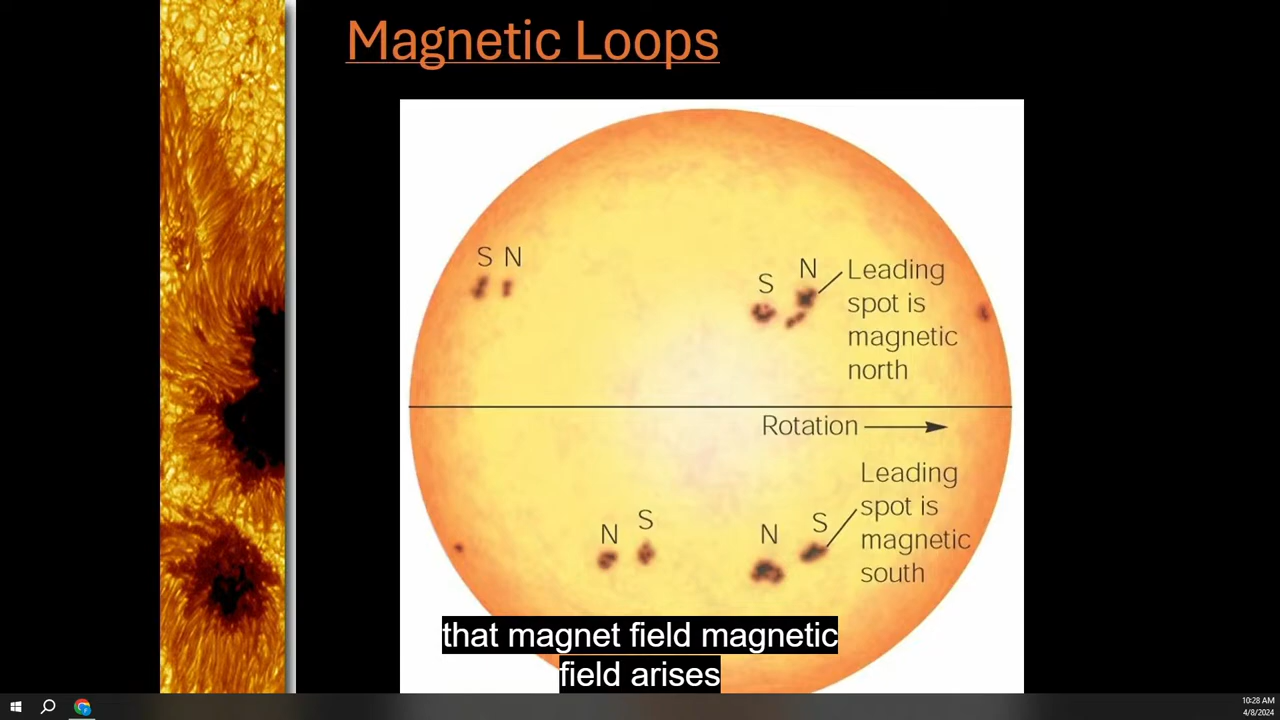 Magnetic Loops
S N
S
N
Leading
spot is
magnetic
north
Rotation
Leading
spot is
magnetic
south
N
S
N
S
that magnet field magnetic
field arises
10:28 AM
4/8/2024